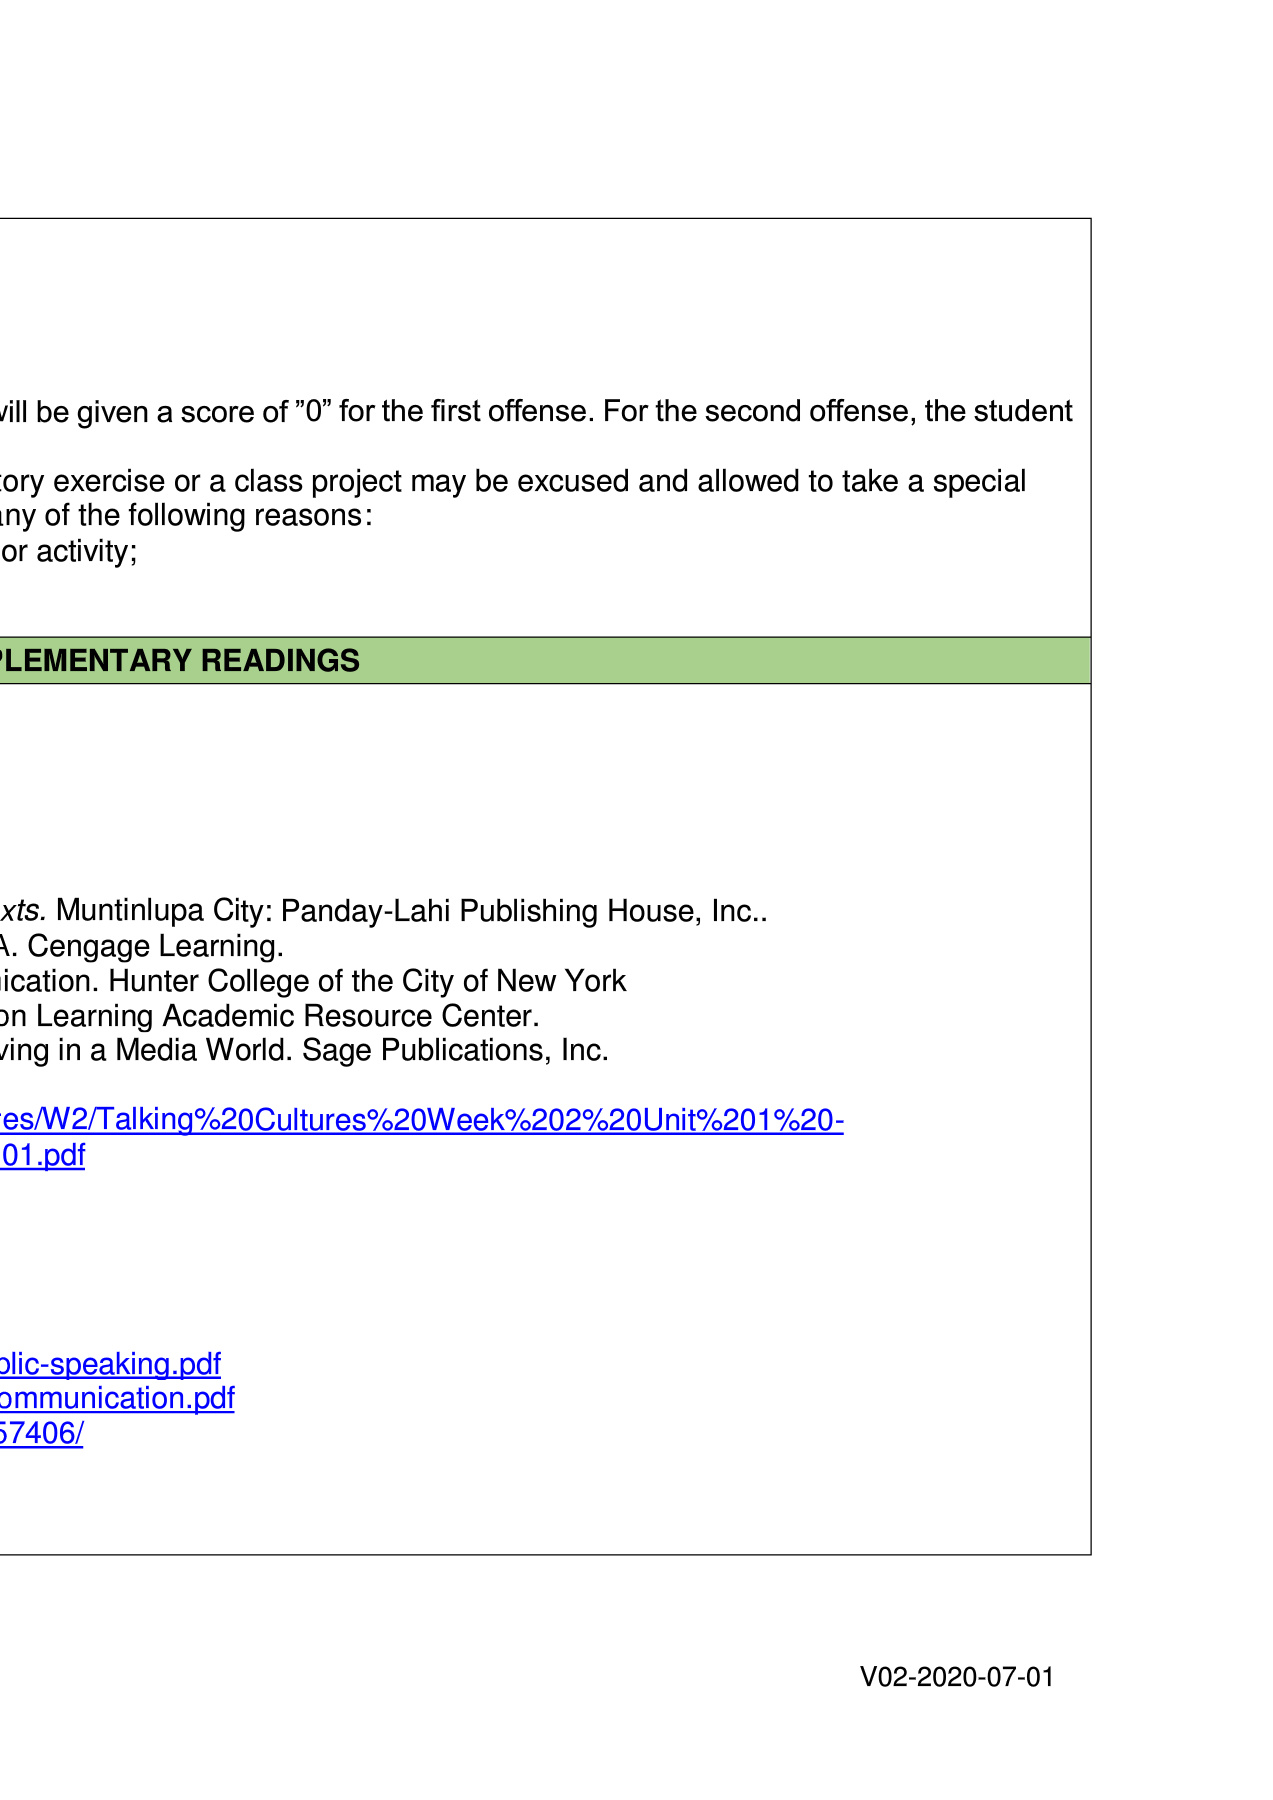 will be given a score of ”0” for the first offense. For the second offense, the student
tory exercise or a class project may be excused and allowed to take a special
any of the following reasons:
or activity;
PLEMENTARY READINGS
xts. Muntinlupa City: Panday-Lahi Publishing House, Inc..
A. Cengage Learning.
nication. Hunter College of the City of New York
on Learning Academic Resource Center.
ving in a Media World. Sage Publications, Inc.
res/W2/Talking%20Cultures%20Week%202%20Unit%201%20-
01.pdf
blic-speaking.pdf
ommunication.pdf
57406/
V02-2020-07-01